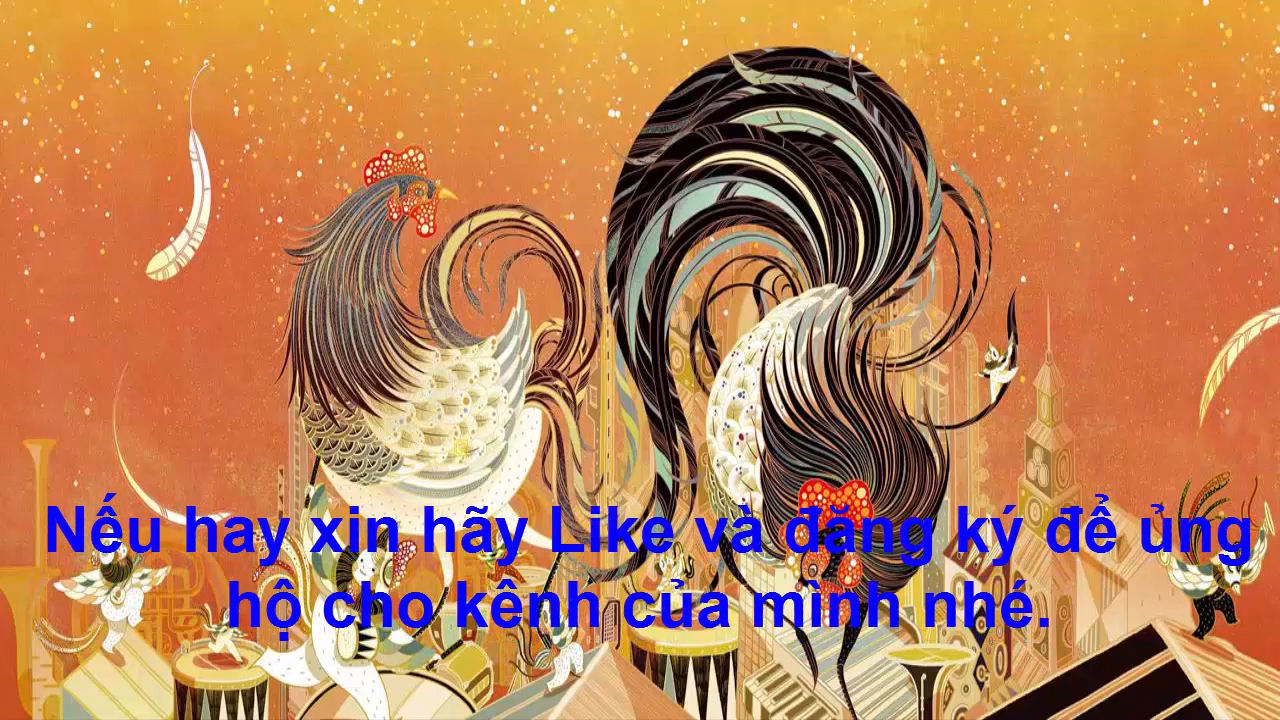 Nếu hay xin hãy Like và đăng ký để ủng
hộ cho kênh của mình nhé.